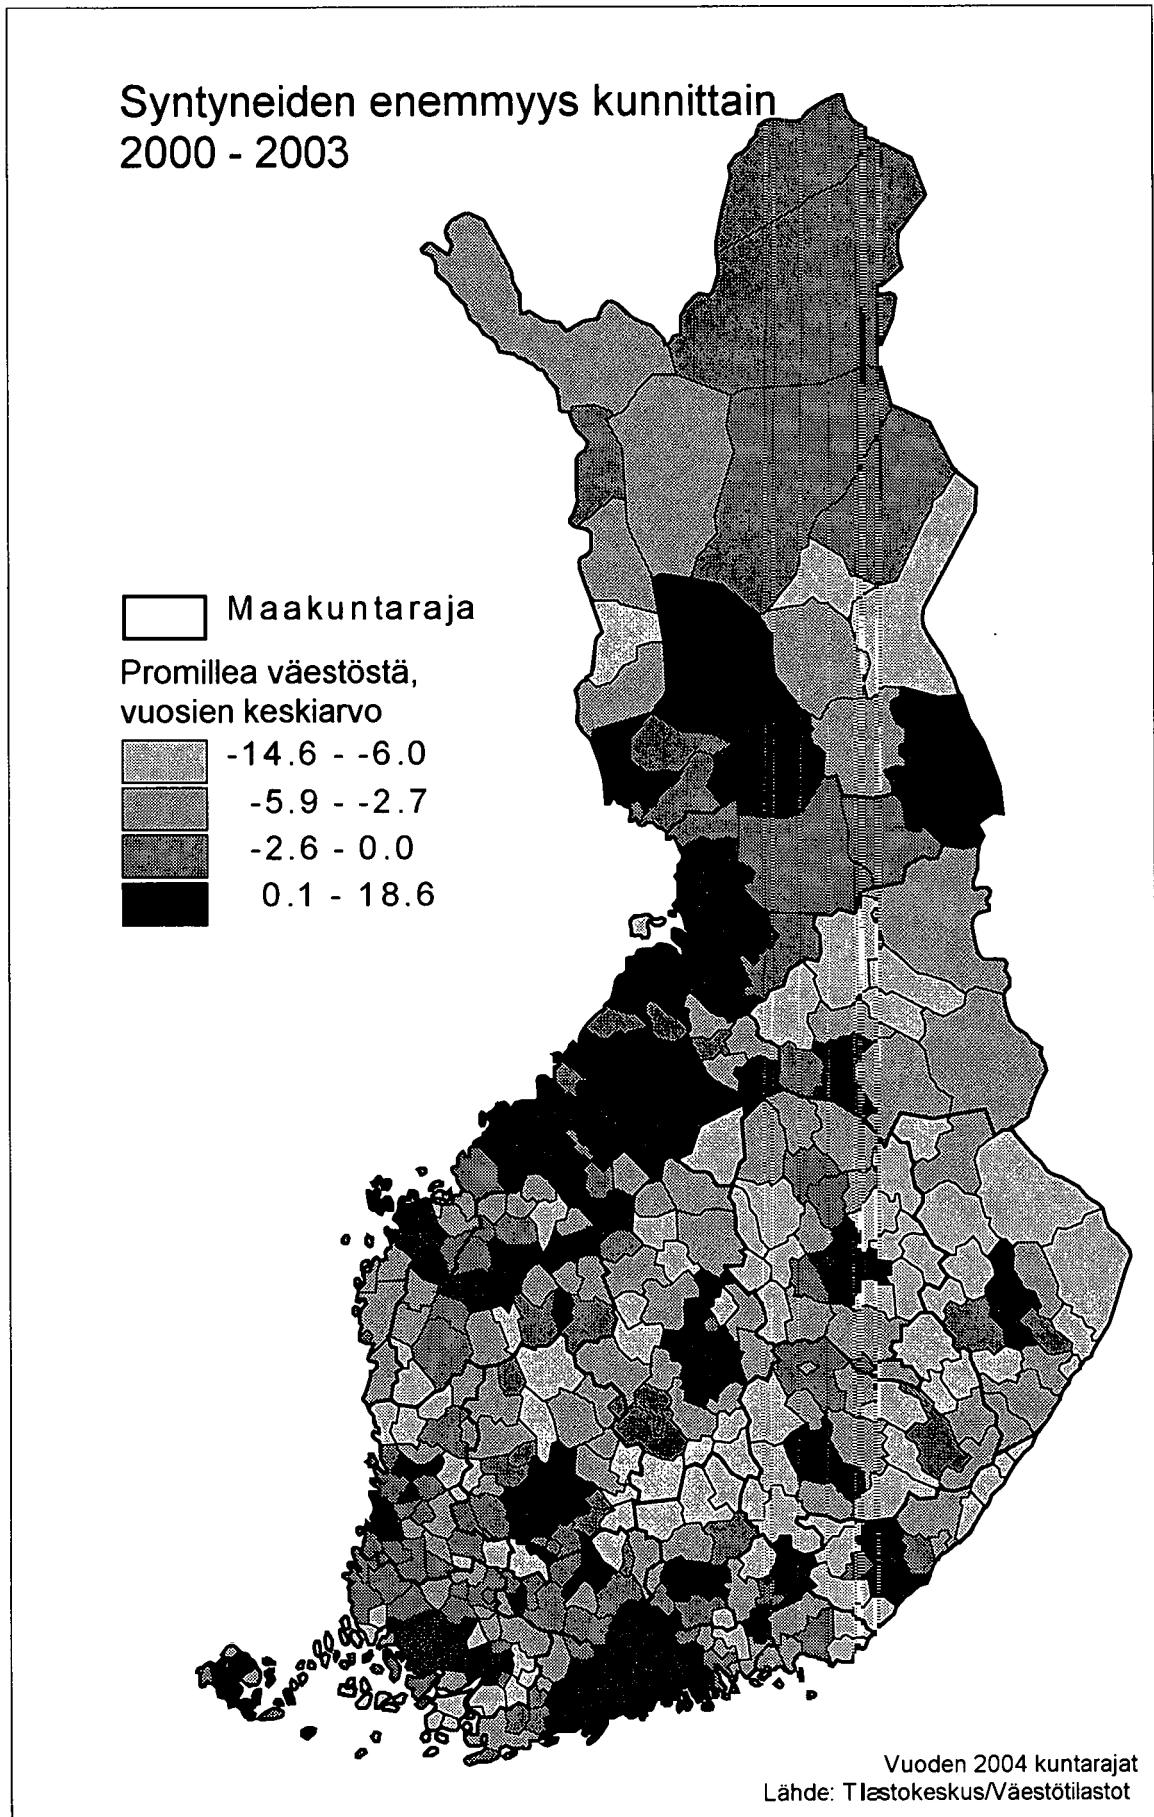 Syntyneiden enemmyys kunnittain
2000 - 2003
Maakuntaraja
Promillea väestöstä,
vuosien keskiarvo
-14.6 - -6.0
-5.9 - -2.7
-2.6 - 0.0
0.1 - 18.6
Vuoden 2004 kuntarajat
Lähde: Tilastokeskus/Väestötilastot